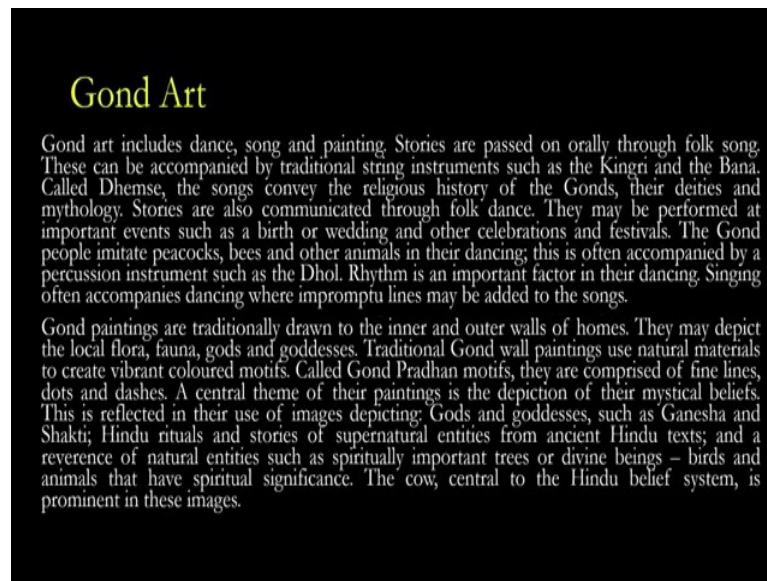 Gond Art
Gond art includes dance, song and painting. Stories are passed on orally through folk song.
These can be accompanied by traditional string instruments such as the Kingri and the Bana.
Called Dhemse, the songs convey the religious history of the Gonds, their deities and
mythology. Stories are also communicated through folk dance. They may be performed at
important events such as a birth or wedding and other celebrations and festivals. The Gond
people imitate peacocks, bees and other animals in their dancing; this is often accompanied by a
percussion instrument such as the Dhol. Rhythm is an important factor in their dancing. Singing
often accompanies dancing where impromptu lines may be added to the songs.
Gond paintings are traditionally drawn to the inner and outer walls of homes. They may depict
the local flora, fauna, gods and goddesses. Traditional Gond wall paintings use natural materials
to create vibrant coloured motifs. Called Gond Pradhan motifs, they are comprised of fine lines,
dots and dashes. A central theme of their paintings is the depiction of their mystical beliefs.
This is reflected in their use of images depicting: Gods and goddesses, such as Ganesha and
Shakti; Hindu rituals and stories of supernatural entities from ancient Hindu texts; and a
reverence of natural entities such as spiritually important trees or divine beings – birds and
animals that have spiritual significance. The cow, central to the Hindu belief system, is
prominent in these images.